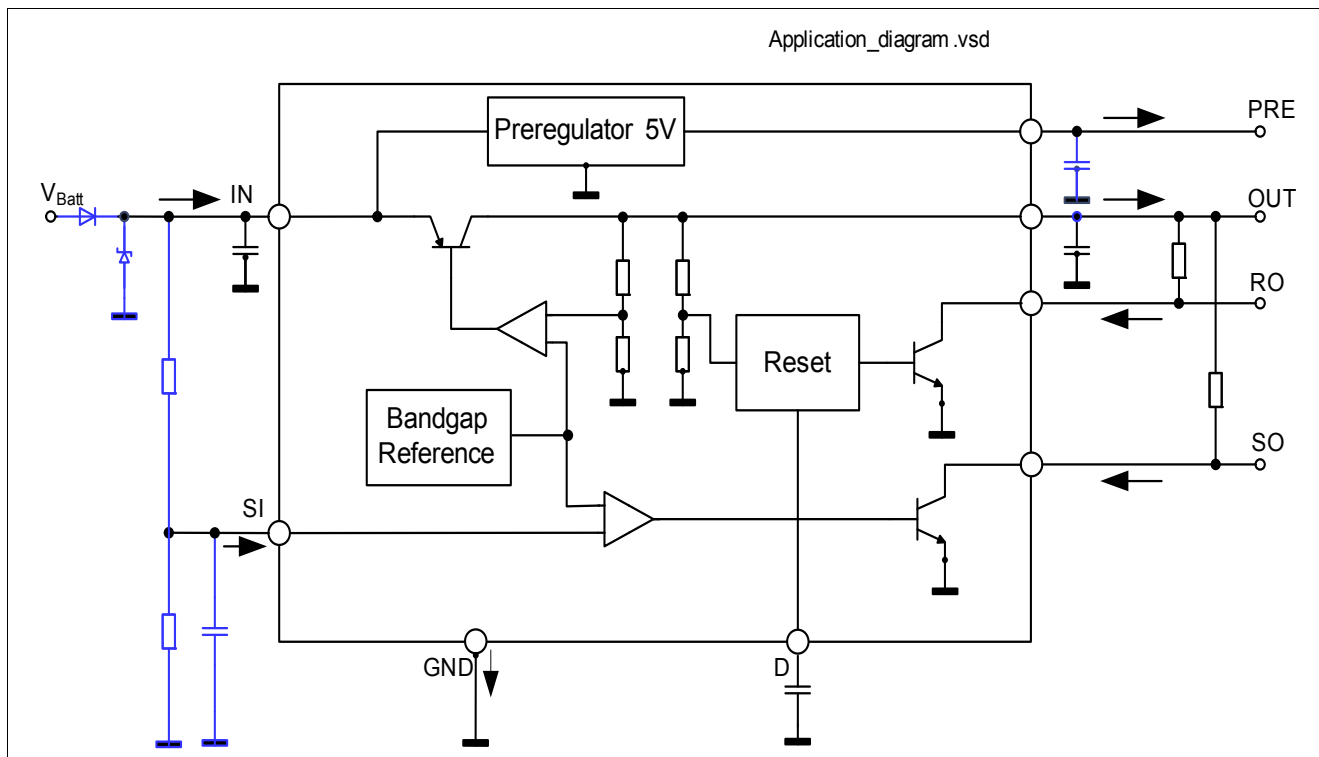 Application_diagram .vsd
PRE
Preregulator 5V
VBatt
IN
OUT
RO
Reset
Bandgap
Reference
SO
SI
GND
D